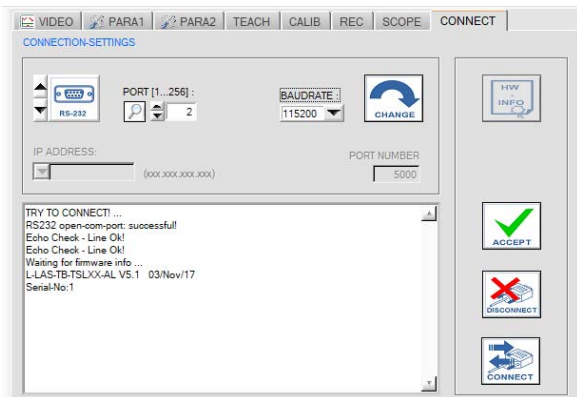 VIDEO PARA1 PARA2 TEACH CALIB REC SCOPE CONNECT
CONNECTION-SETTINGS
PORT [1...256] :
BAUDRATE :
RS-232
2
115200
CHANGE
HW
-
INFO
IP ADDRESS:
PORT NUMBER
(xxx.xxx.xxx.xxx)
5000
TRY TO CONNECT! ...
RS232 open-com-port: successful!
Echo Check - Line Ok!
Echo Check - Line Ok!
Waiting for firmware info ...
L-LAS-TB-TSLXX-AL V5.1 03/Nov/17
Serial-No:1
ACCEPT
DISCONNECT
CONNECT